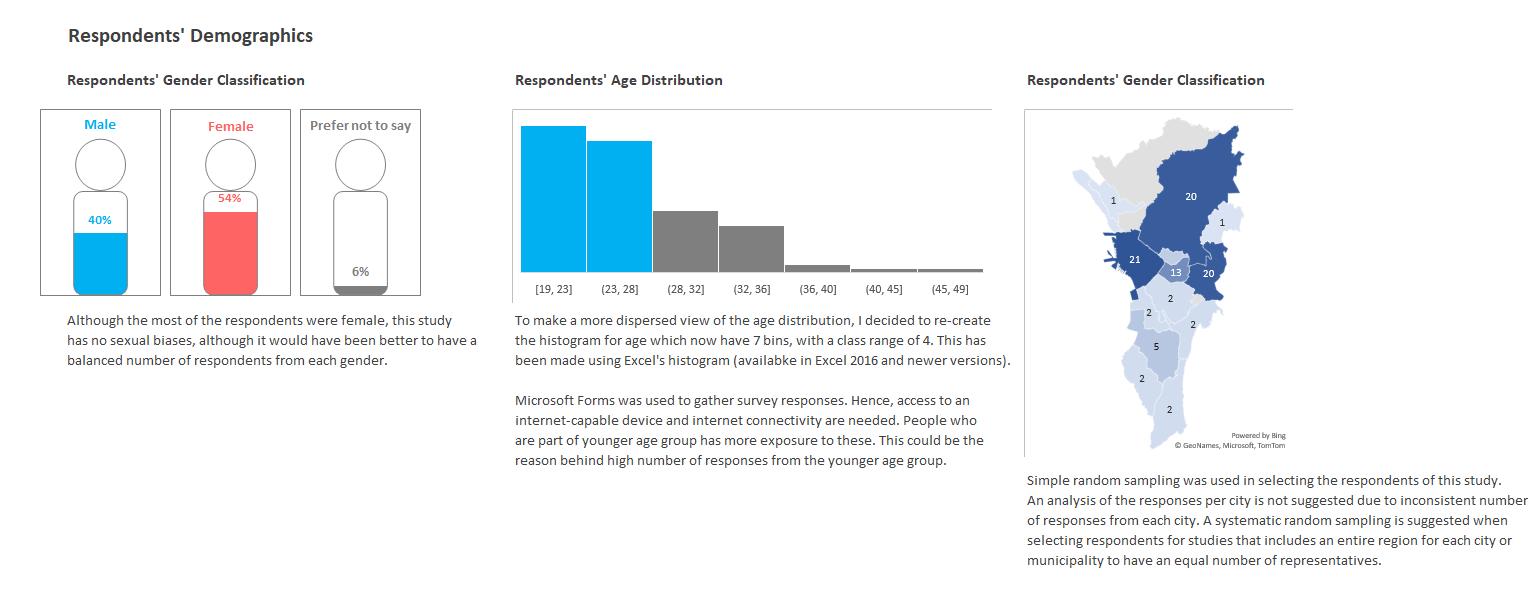 Respondents' Demographics
Respondents' Gender Classification
Male
Female
Prefer not to say
40%
54%
6%
Although the most of the respondents were female, this study
has no sexual biases, although it would have been better to have a
balanced number of respondents from each gender.
Respondents' Age Distribution
[19, 23]
(23, 28]
(28, 32]
(32, 36]
(36, 40]
(40, 45]
(45, 49]
To make a more dispersed view of the age distribution, I decided to re-create
the histogram for age which now have 7 bins, with a class range of 4. This has
been made using Excel's histogram (availabke in Excel 2016 and newer versions).
Microsoft Forms was used to gather survey responses. Hence, access to an
internet-capable device and internet connectivity are needed. People who
are part of younger age group has more exposure to these. This could be the
reason behind high number of responses from the younger age group.
Respondents' Gender Classification
20
1
1
21
13
20
2
2
2
5
2
2
Powered by Bing
© GeoNames, Microsoft, TomTom
Simple random sampling was used in selecting the respondents of this study.
An analysis of the responses per city is not suggested due to inconsistent number
of responses from each city. A systematic random sampling is suggested when
selecting respondents for studies that includes an entire region for each city or
municipality to have an equal number of representatives.